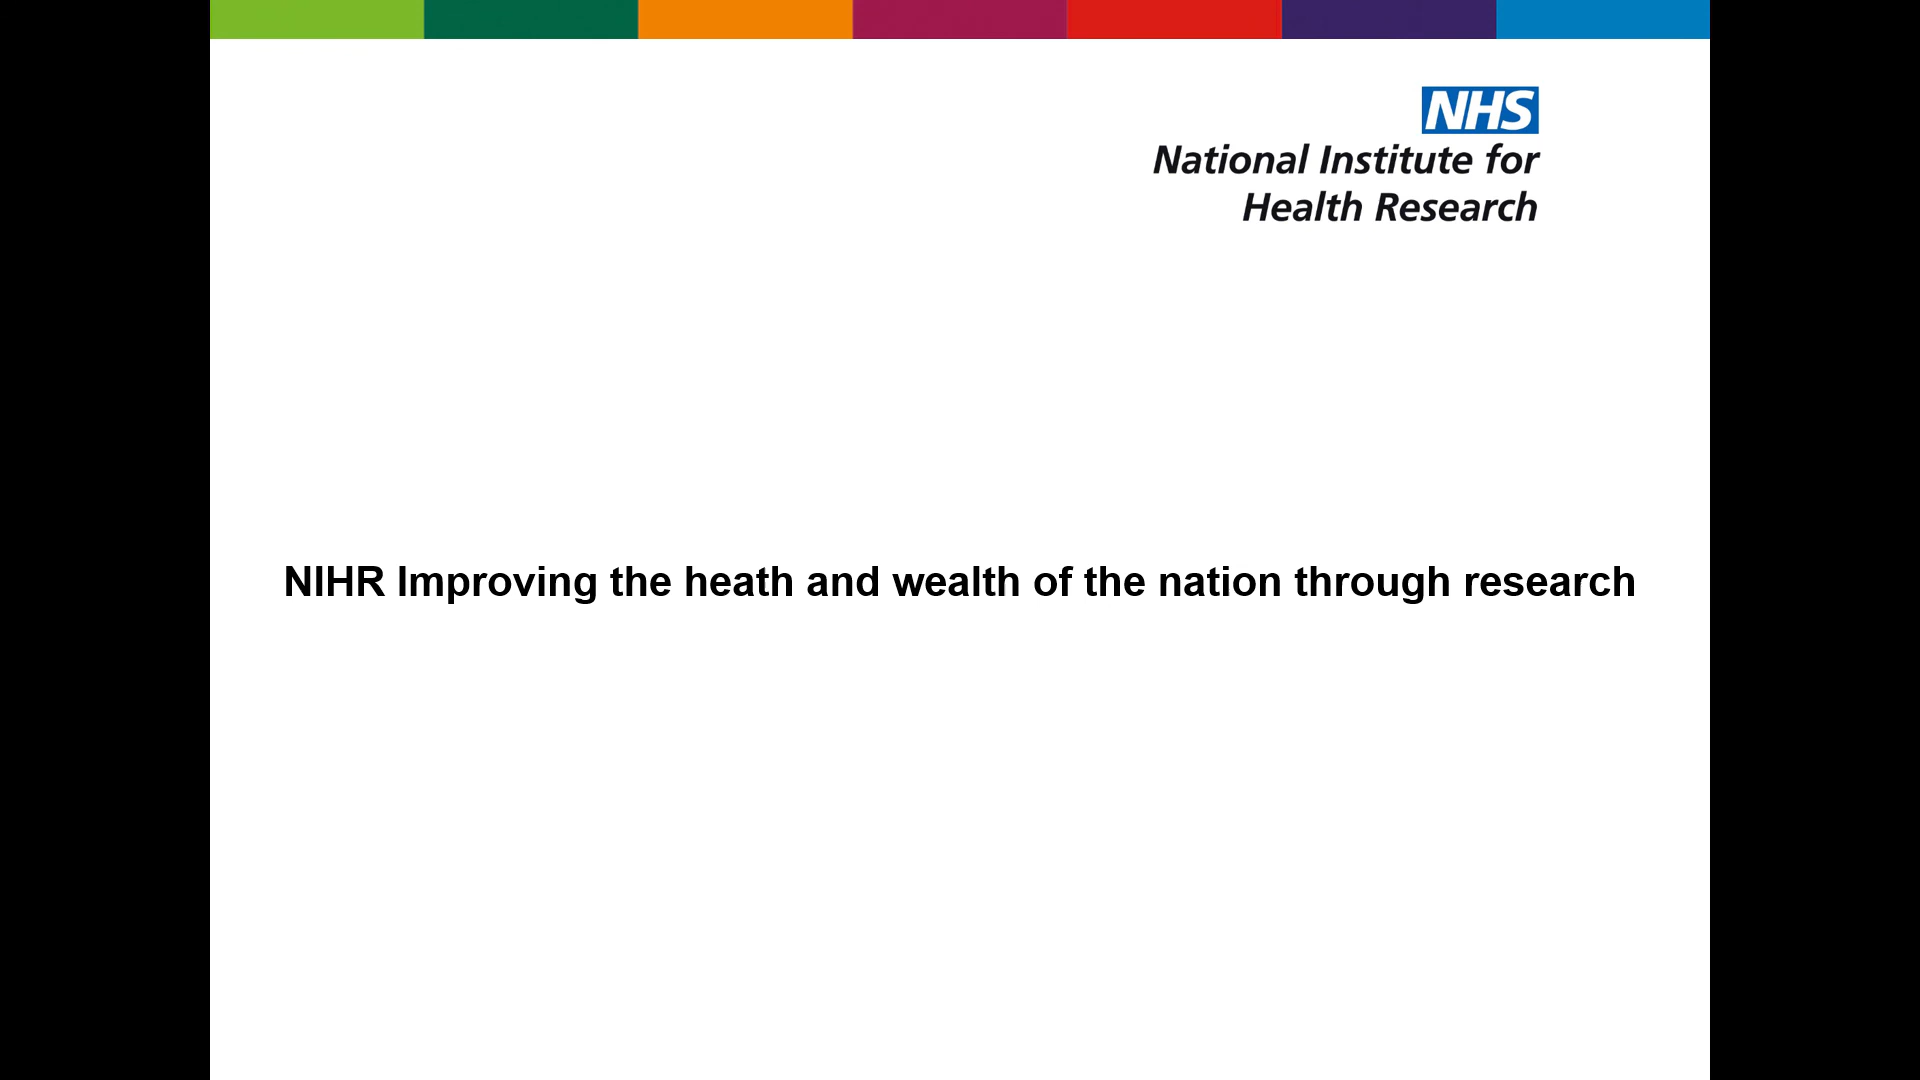 NHS
National Institute for
Health Research
NIHR Improving the heath and wealth of the nation through research